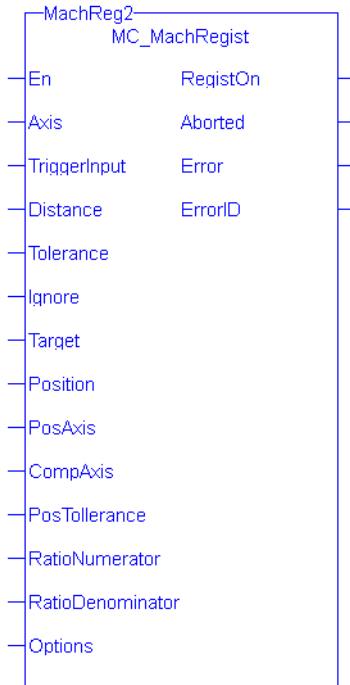 MachReg2
MC_MachRegist
En RegistOn
Axis Aborted
TriggerInput Error
Distance ErrorID
Tolerance
Ignore
Target
Position
PosAxis
CompAxis
PosTollerance
RatioNumerator
RatioDenominator
Options